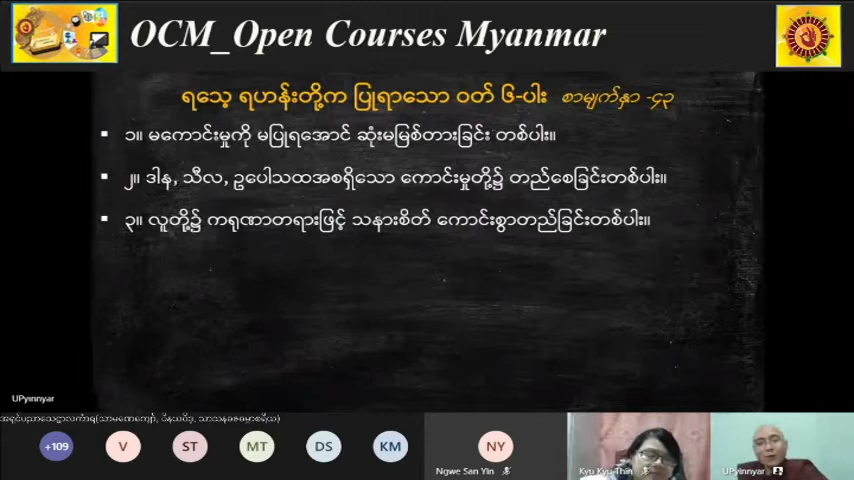 OCM_Open Courses Myanmar
ရသေ့ ရဟန်းတို့က ပြုရာသော ဝတ် ၆-ပါး စာမျက်နှာ -၄၃
၁။ မကောင်းမှုကို မပြုရအောင် ဆုံးမမြစ်တားခြင်း တစ်ပါး။
၂။ ဒါန, သီလ, ဥပေါသထအစရှိသော ကောင်းမှုတို့၌ တည်စေခြင်းတစ်ပါး။
၃။ လူတို့၌ ကရုဏာတရားဖြင့် သနားစိတ် ကောင်းစွာတည်ခြင်းတစ်ပါး။
UPyinnyar
+109
V
ST
MT
DS
KM
NY
Ngwe San Yin
Kyu Kyu Thin
UPyinnyar